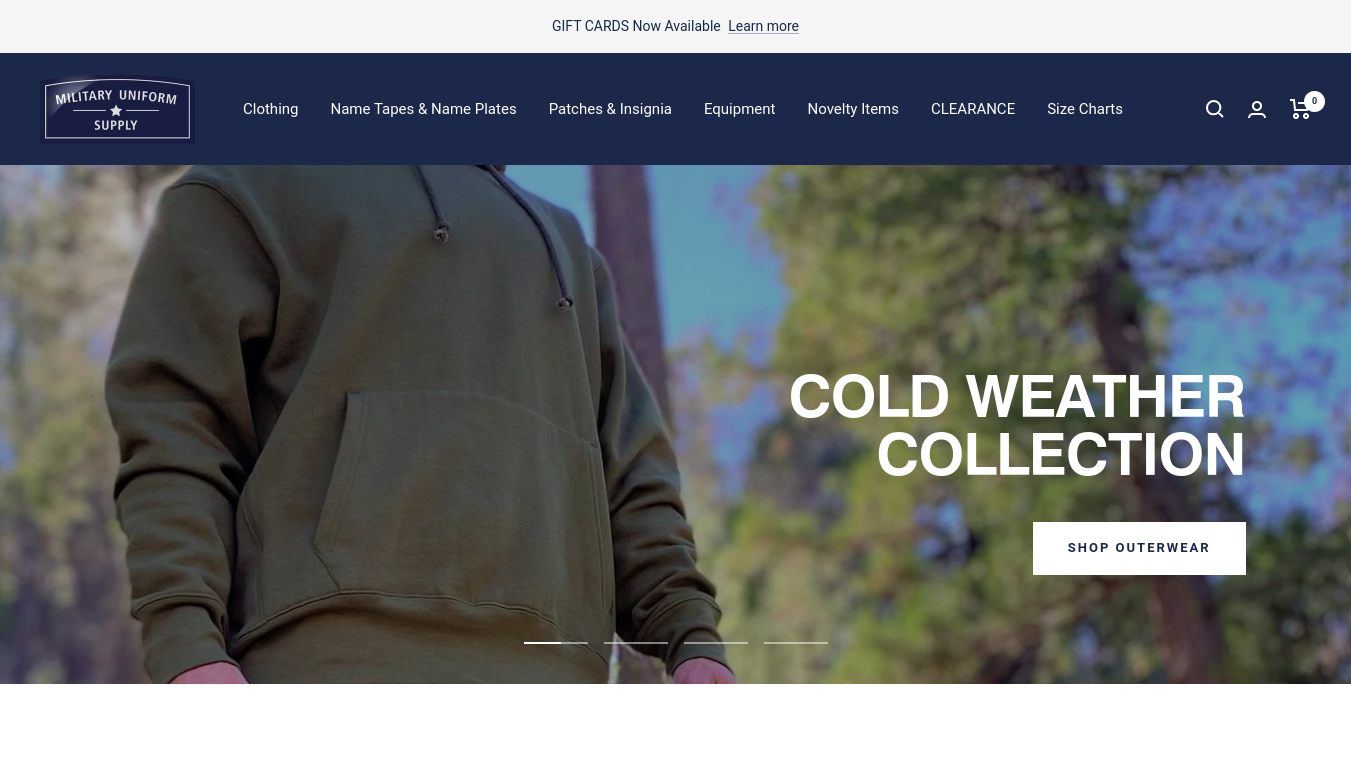 GIFT CARDS Now Available Learn more
MILITARY UNIFORM
SUPPLY
Clothing
Name Tapes & Name Plates
Patches & Insignia
Equipment
Novelty Items
CLEARANCE
Size Charts
0
COLD WEATHER
COLLECTION
SHOP OUTERWEAR